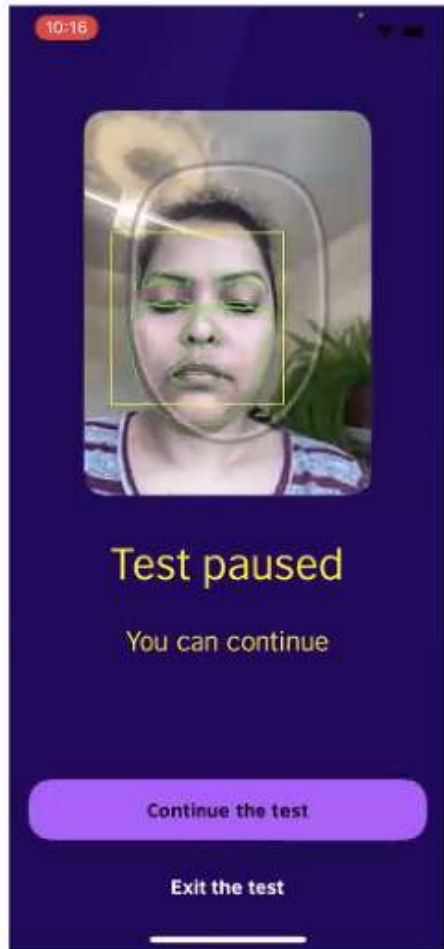 10:16
Test paused
You can continue
Continue the test
Exit the test